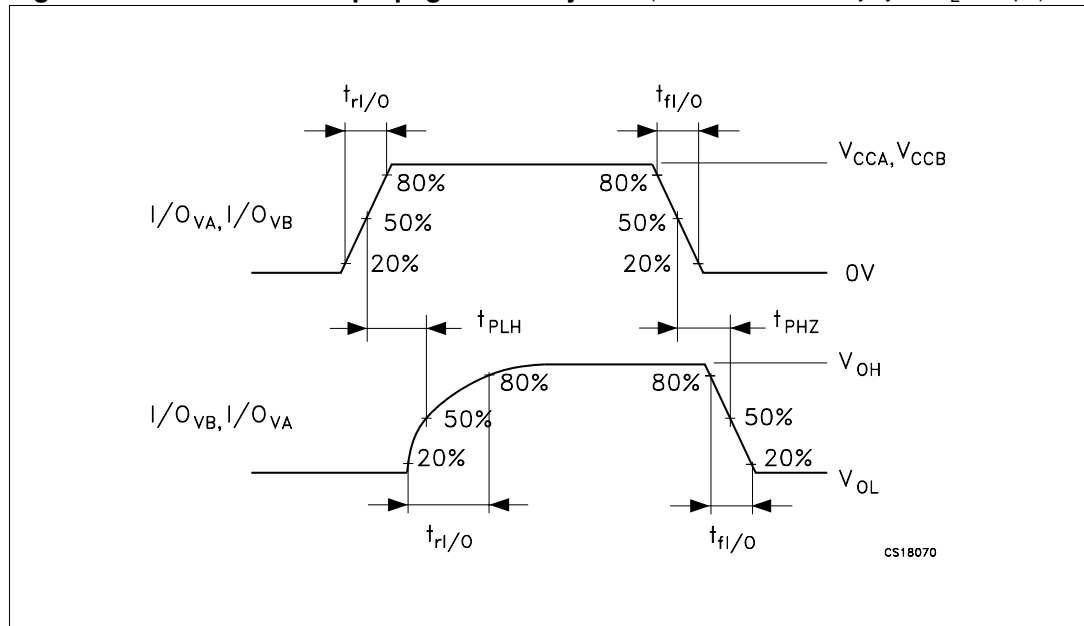 propag
t_rI/O
t_fI/O
V_CCA,V_CCB
80%
80%
I/O_VA,I/O_VB
50%
50%
20%
20%
0V
t_PLH
t_PHZ
V_OH
80%
80%
I/O_VB,I/O_VA
50%
50%
20%
20%
V_OL
t_rI/O
t_fI/O
CS18070